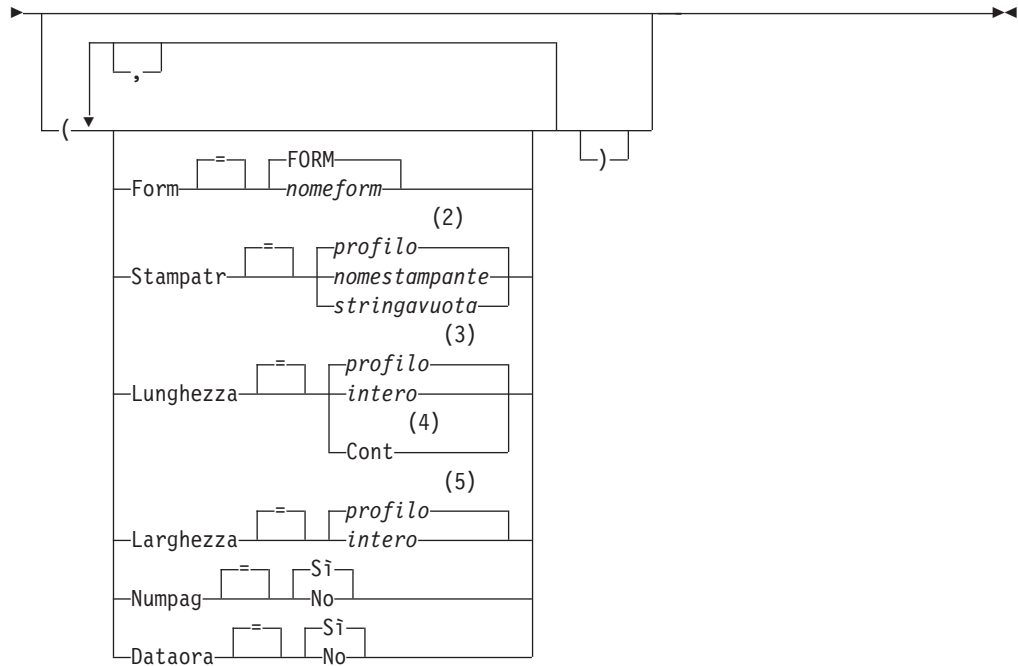 ,
( )
= FORM
Form nomeform
(2)
= profilo
Stampatr nomestampante
stringavuota
(3)
= profilo
Lunghezza intero
(4)
Cont
(5)
= profilo
Larghezza intero
= Sì
Numpag No
= Sì
Dataora No